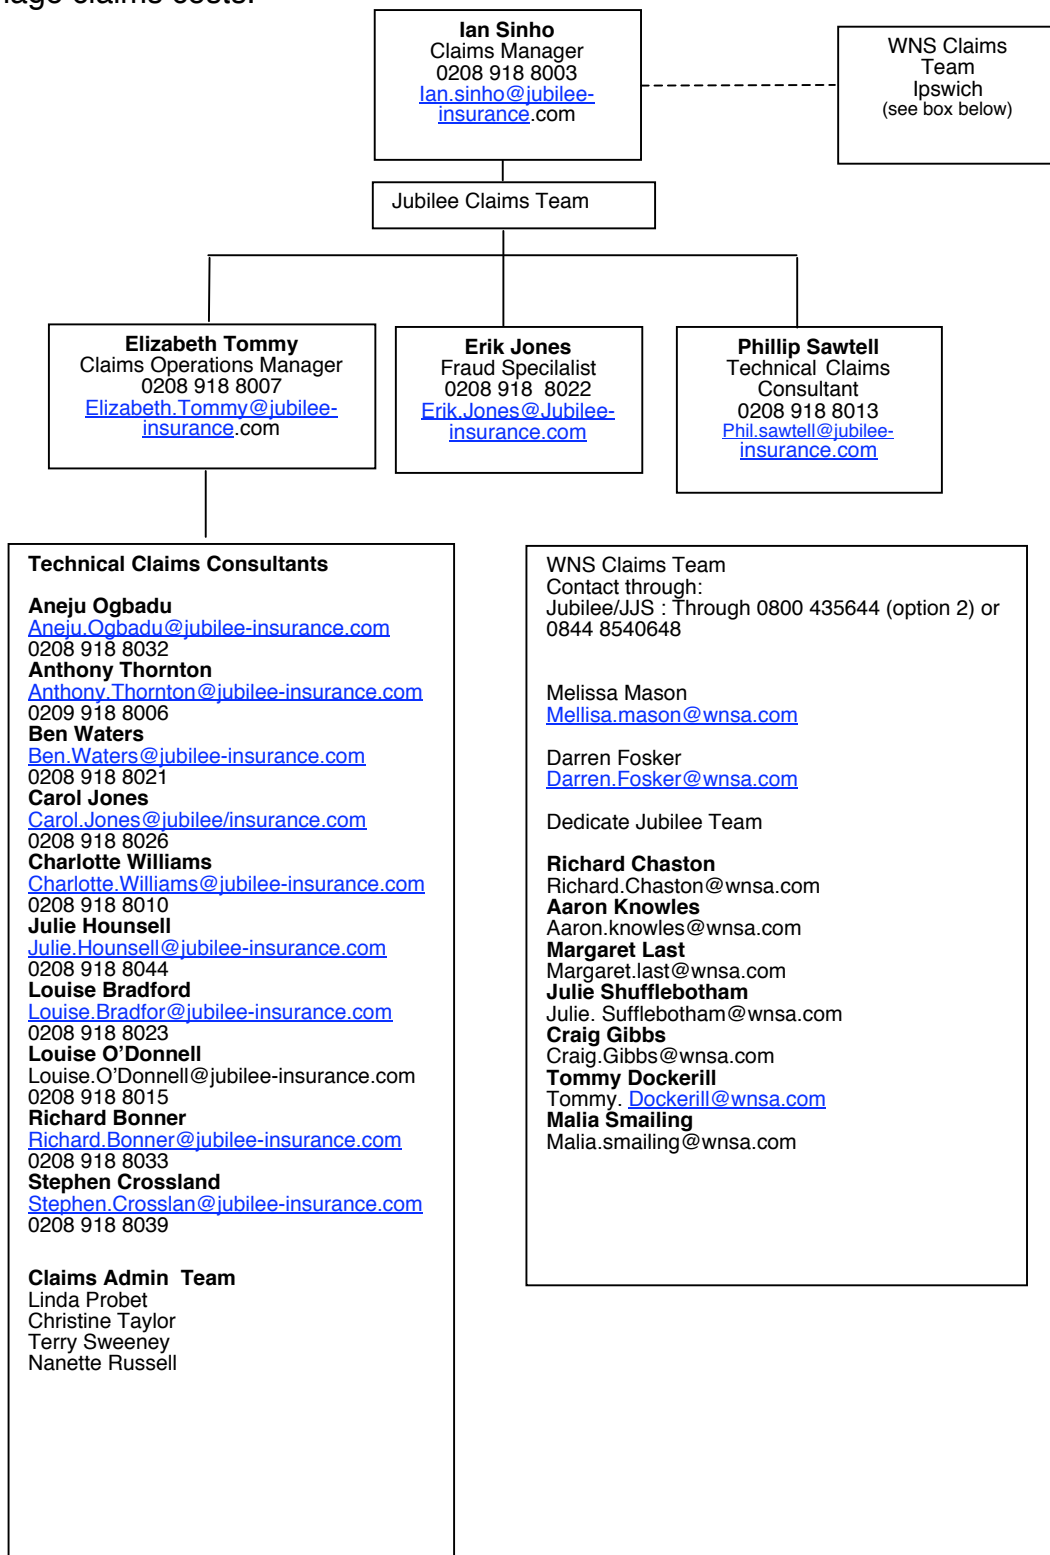 nage claims costs.
Ian Sinho
Claims Manager
0208 918 8003
Ian.sinho@jubilee-
insurance.com
WNS Claims
Team
Ipswich
(see box below)
Jubilee Claims Team
Elizabeth Tommy
Claims Operations Manager
0208 918 8007
Elizabeth.Tommy@jubilee-
insurance.com
Erik Jones
Fraud Specilalist
0208 918  8022
Erik.Jones@Jubilee-
insurance.com
Phillip Sawtell
Technical Claims
Consultant
0208 918 8013
Phil.sawtell@jubilee-
insurance.com
Technical Claims Consultants
Aneju Ogbadu
Aneju.Ogbadu@jubilee-insurance.com
0208 918 8032
Anthony Thornton
Anthony.Thornton@jubilee-insurance.com
0209 918 8006
Ben Waters
Ben.Waters@jubilee-insurance.com
0208 918 8021
Carol Jones
Carol.Jones@jubilee/insurance.com
0208 918 8026
Charlotte Williams
Charlotte.Williams@jubilee-insurance.com
0208 918 8010
Julie Hounsell
Julie.Hounsell@jubilee-insurance.com
0208 918 8044
Louise Bradford
Louise.Bradfor@jubilee-insurance.com
0208 918 8023
Louise O’Donnell
Louise.O’Donnell@jubilee-insurance.com
0208 918 8015
Richard Bonner
Richard.Bonner@jubilee-insurance.com
0208 918 8033
Stephen Crossland
Stephen.Crosslan@jubilee-insurance.com
0208 918 8039
Claims Admin  Team
Linda Probet
Christine Taylor
Terry Sweeney
Nanette Russell
WNS Claims Team
Contact through:
Jubilee/JJS : Through 0800 435644 (option 2) or
0844 8540648
Melissa Mason
Mellisa.mason@wnsa.com
Darren Fosker
Darren.Fosker@wnsa.com
Dedicate Jubilee Team
Richard Chaston
Richard.Chaston@wnsa.com
Aaron Knowles
Aaron.knowles@wnsa.com
Margaret Last
Margaret.last@wnsa.com
Julie Shufflebotham
Julie. Sufflebotham@wnsa.com
Craig Gibbs
Craig.Gibbs@wnsa.com
Tommy Dockerill
Tommy. Dockerill@wnsa.com
Malia Smailing
Malia.smailing@wnsa.com